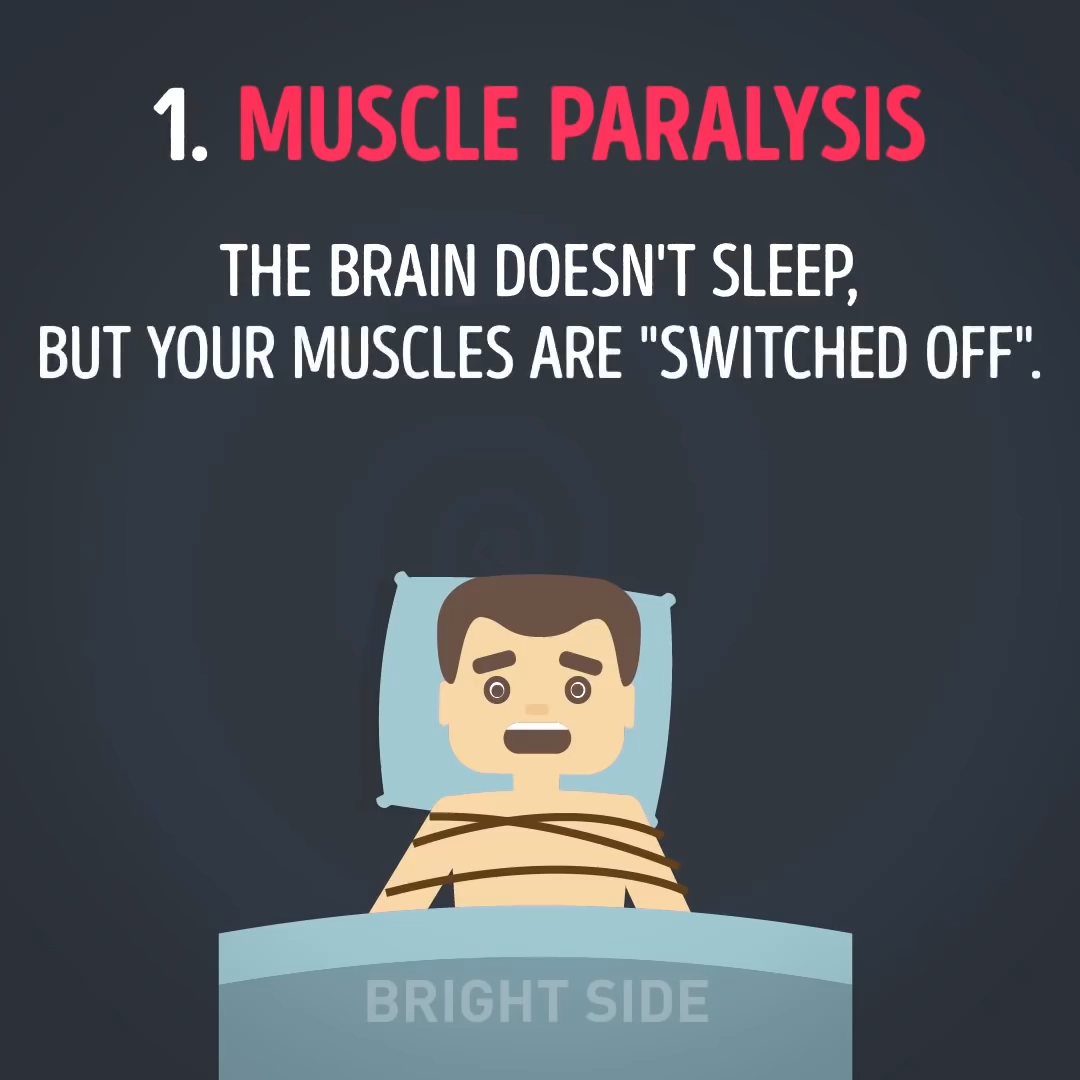 1. MUSCLE PARALYSIS
THE BRAIN DOESN'T SLEEP,
BUT YOUR MUSCLES ARE "SWITCHED OFF".
BRIGHT SIDE